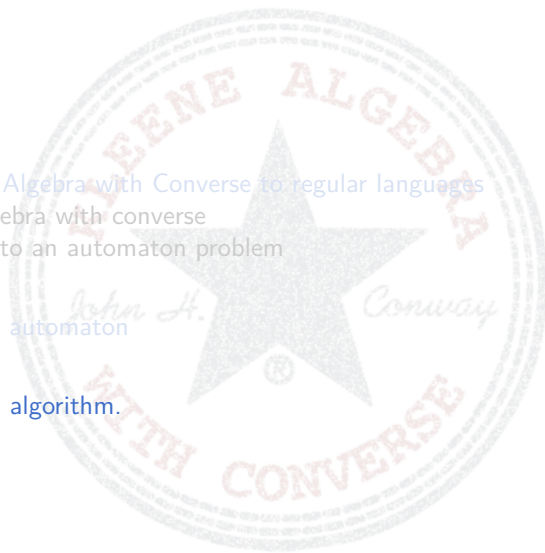 KLEENE ALGEBRA
Algebra with Converse to regular languages
ebra with converse
to an automaton problem
John H. Conway
automaton
®
algorithm.
WITH CONVERSE